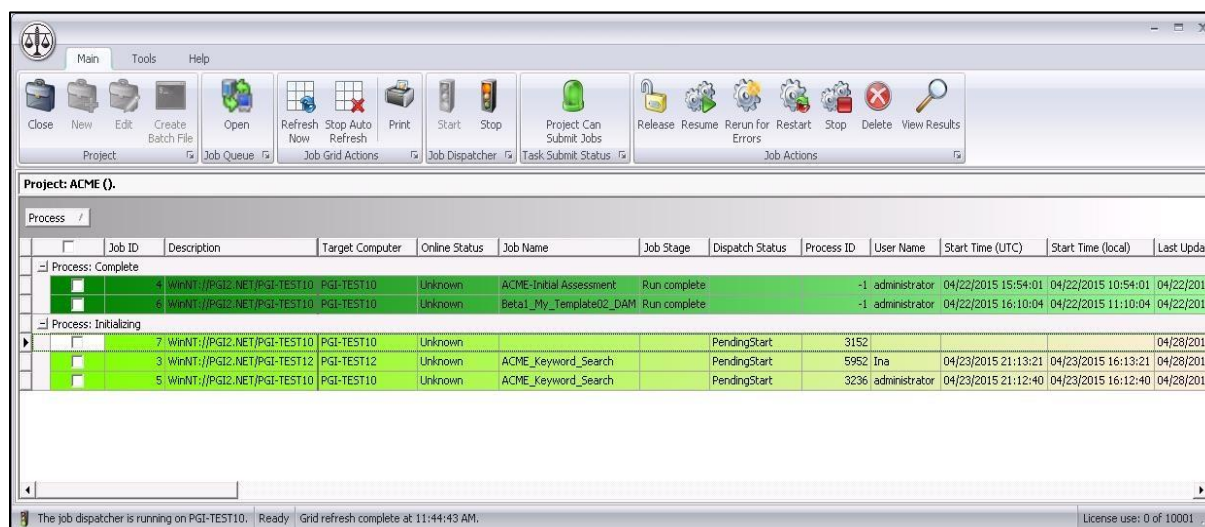 Main Tools Help
Close New Edit Create Batch File Open Refresh Now Stop Auto Refresh Print Start Stop Project Can Submit Jobs Release Resume Rerun for Errors Restart Stop Delete View Results
Project Job Queue Job Grid Actions Job Dispatcher Task Submit Status Job Actions
Project: ACME ().
Process /
Job ID Description Target Computer Online Status Job Name Job Stage Dispatch Status Process ID User Name Start Time (UTC) Start Time (local) Last Upda
Process: Complete
4 WinNT://PGI2.NET/PGI-TEST10 PGI-TEST10 Unknown ACME-Initial Assessment Run complete -1 administrator 04/22/2015 15:54:01 04/22/2015 10:54:01 04/22/201
6 WinNT://PGI2.NET/PGI-TEST10 PGI-TEST10 Unknown Beta1_My_Template02_DAM Run complete -1 administrator 04/22/2015 16:10:04 04/22/2015 11:10:04 04/22/201
Process: Initializing
7 WinNT://PGI2.NET/PGI-TEST10 PGI-TEST10 Unknown PendingStart 3152 04/28/201
3 WinNT://PGI2.NET/PGI-TEST12 PGI-TEST12 Unknown ACME_Keyword_Search PendingStart 5952 Ina 04/23/2015 21:13:21 04/23/2015 16:13:21 04/28/201
5 WinNT://PGI2.NET/PGI-TEST10 PGI-TEST10 Unknown ACME_Keyword_Search PendingStart 3236 administrator 04/23/2015 21:12:40 04/23/2015 16:12:40 04/28/201
The job dispatcher is running on PGI-TEST10. Ready Grid refresh complete at 11:44:43 AM. License use: 0 of 10001